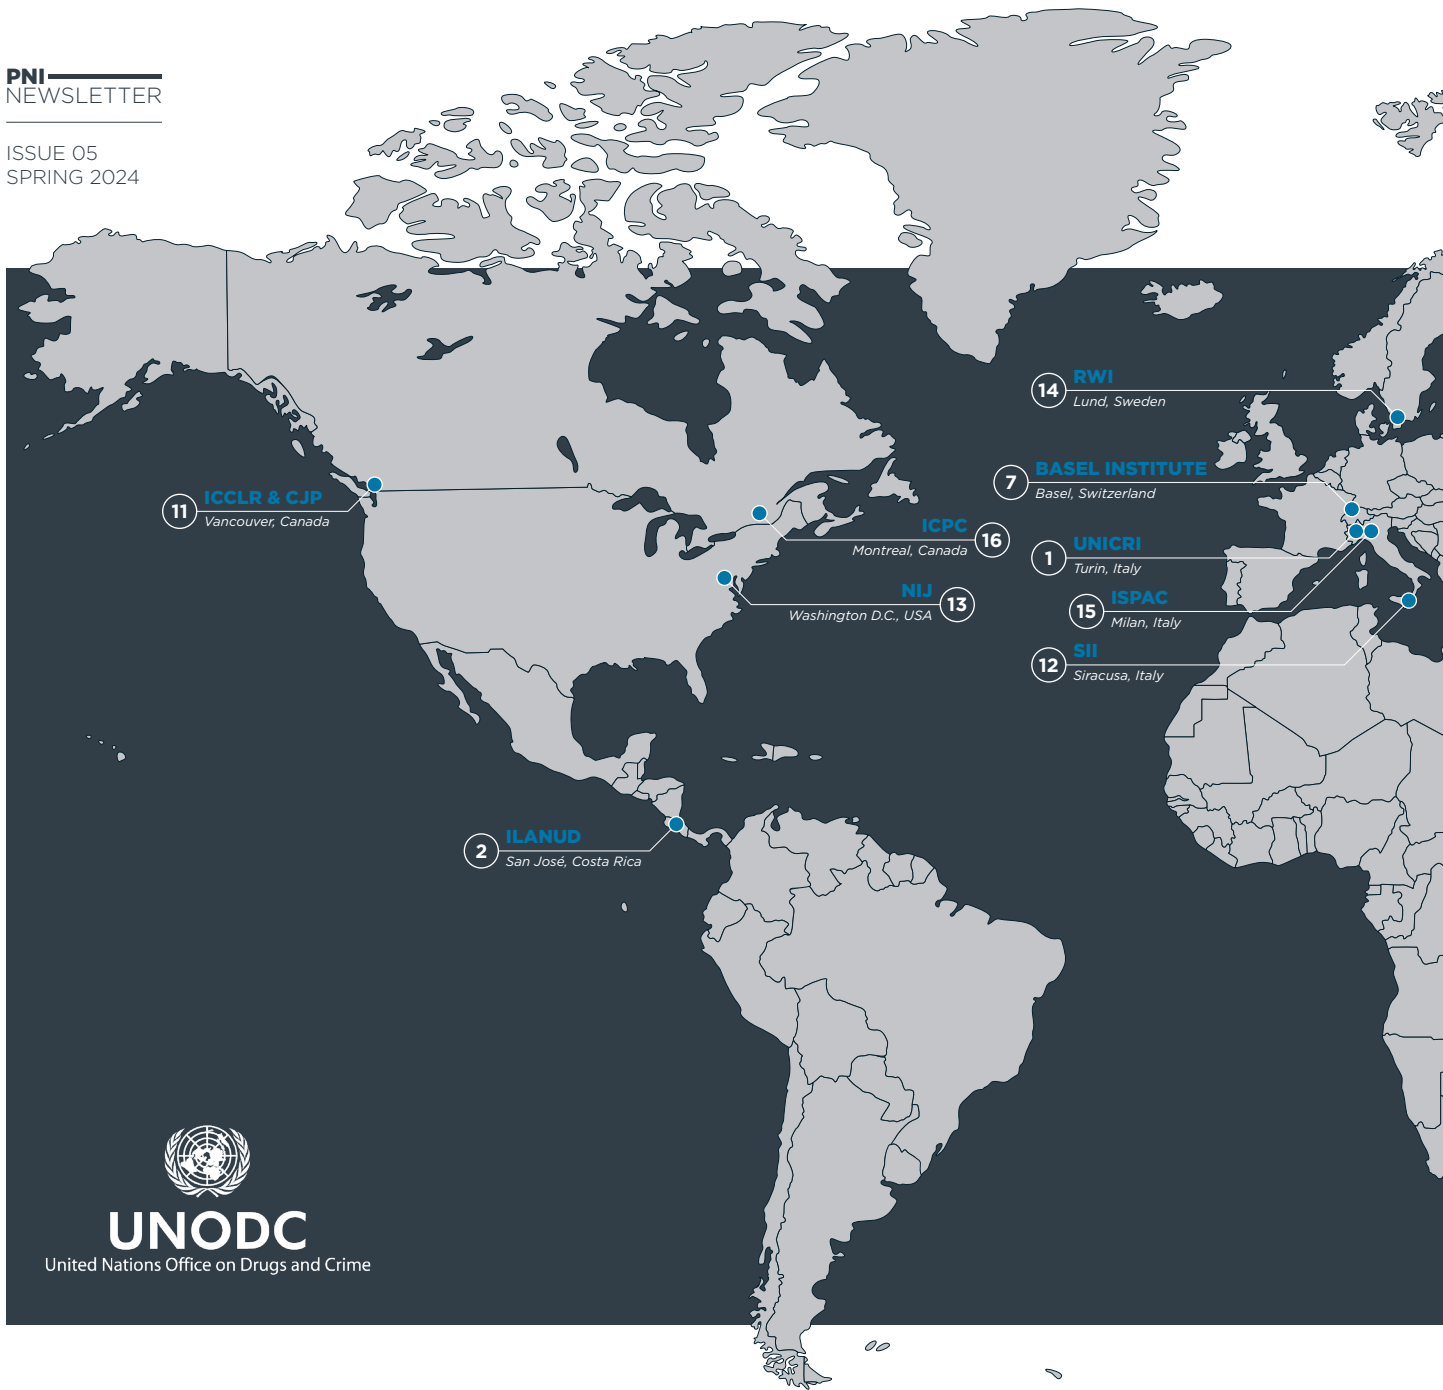 PNI
NEWSLETTER
ISSUE 05
SPRING 2024
14
RWI
Lund, Sweden
7
BASEL INSTITUTE
Basel, Switzerland
11
ICCLR & CJP
Vancouver, Canada
ICPC
Montreal, Canada
16
1
UNICRI
Turin, Italy
NIJ
Washington D.C., USA
13
15
ISPAC
Milan, Italy
12
SII
Siracusa, Italy
2
ILANUD
San José, Costa Rica
UNODC
United Nations Office on Drugs and Crime